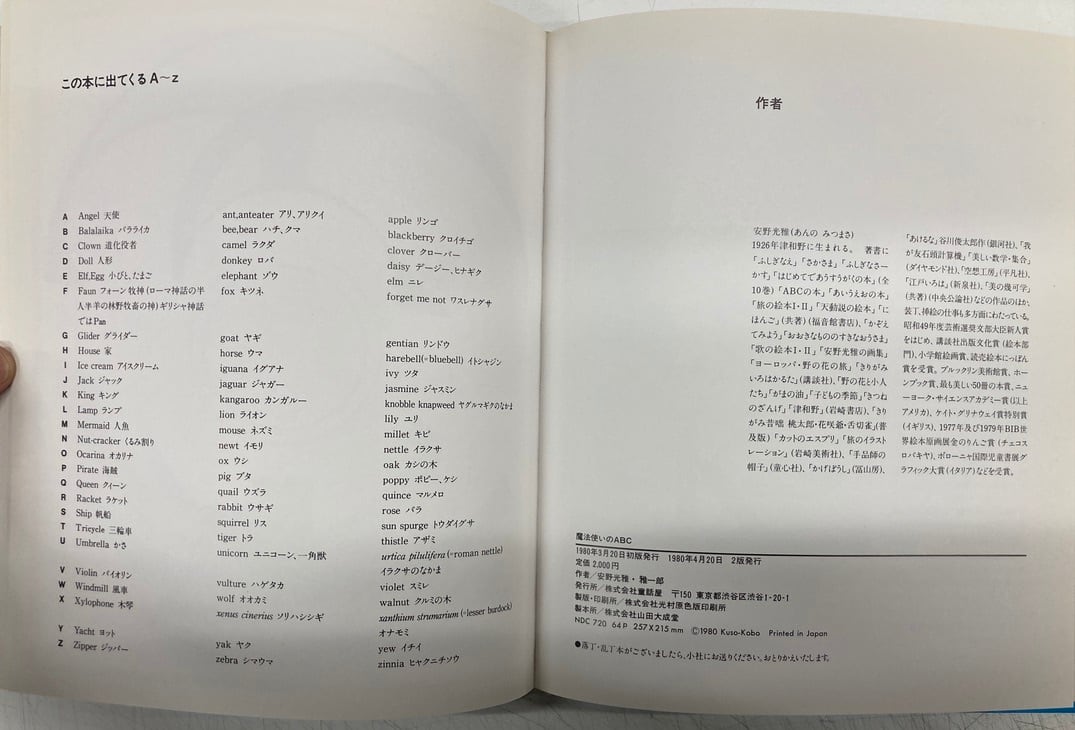 この本に出てくるA~z
A Angel 天使 ant,anteater アリ、アリクイ apple リンゴ
B Balalaika バラライカ bee,bear ハチ、クマ blackberry クロイチゴ
C Clown 道化役者 camel ラクダ clover クローバー
D Doll 人形 donkey ロバ daisy デージー、ヒナギク
E Elf,Egg 小びと、たまご elephant ゾウ elm ニレ
F Faun フォーン牧神(ローマ神話の半 fox キツネ forget me not ワスレナグサ
人半羊の林野牧畜の神)ギリシャ神話
ではPan
G Glider グライダー goat ヤギ gentian リンドウ
H House 家 horse ウマ harebell(=bluebell) イトシャジン
I Ice cream アイスクリーム iguana イグアナ ivy ツタ
J Jack ジャック jaguar ジャガー jasmine ジャスミン
K King キング kangaroo カンガルー knobble knapweed ヤグルマギクのなかま
L Lamp ランプ lion ライオン lily ユリ
M Mermaid 人魚 mouse ネズミ millet キビ
N Nut-cracker くるみ割り newt イモリ nettle イラクサ
O Ocarina オカリナ ox ウシ oak カシの木
P Pirate 海賊 pig ブタ poppy ポピー、ケシ
Q Queen クィーン quail ウズラ quince マルメロ
R Racket ラケット rabbit ウサギ rose バラ
S Ship 帆船 squirrel リス sun spurge トウダイグサ
T Tricycle 三輪車 tiger トラ thistle アザミ
U Umbrella かさ unicorn ユニコーン、一角獣 urtica pilulifera (=roman nettle)
イラクサのなかま
V Violin バイオリン vulture ハゲタカ violet スミレ
W Windmill 風車 wolf オオカミ walnut クルミの木
X Xylophone 木琴 xenus cinerius ソリハシシギ xanthium strumarium (=lesser burdock)
オナモミ
Y Yacht ヨット yak ヤク yew イチイ
Z Zipper ジッパー zebra シマウマ zinnia ヒャクニチソウ
作者
安野光雅(あんの みつまさ)
1926年津和野に生まれる。 著書に
「ふしぎなえ」「さかさま」「ふしぎなさー
かす」「はじめてであうすうがくの本」(全
10巻)「ABCの本」「あいうえおの本」
「旅の絵本I・II」「天動説の絵本」「に
ほんご」(共著)(福音館書店)、「かぞえ
てみよう」「おおきなもののすきなおうさま」
「歌の絵本I・II」「安野光雅の画集」
「ヨーロッパ・野の花の旅」「きりがみ
いろはかるた」(講談社)、「野の花と小人
たち」「がまの油」「子どもの季節」「きつね
のざんげ」「津和野」(岩崎書店)、「きり
がみ昔咄 桃太郎・花咲爺・舌切雀」(普
及版)「カットのエスプリ」「旅のイラスト
レーション」(岩崎美術社)、「手品師の
帽子」(童心社)、「かげぼうし」(冨山房)、
「あけるな」谷川俊太郎作(銀河社)、「我
が友石頭計算機」「美しい数学・集合」
(ダイヤモンド社)、「空想工房」(平凡社)、
「江戸いろは」(新泉社)、「美の幾何学」
(共著)(中央公論社)などの作品のほか、
装丁、挿絵の仕事も多方面にわたっている。
昭和49年度芸術選奨文部大臣新人賞
をはじめ、講談社出版文化賞(絵本部
門)、小学館絵画賞、読売絵本にっぽん
賞を受賞。ブルックリン美術館賞、ホー
ンブック賞、最も美しい50冊の本賞、ニュ
ーヨーク・サイエンスアカデミー賞(以上
アメリカ)、ケイト・グリナウェイ賞特別賞
(イギリス)、1977年及び1979年BIB世
界絵本原画展金のりんご賞(チェコス
ロバキヤ)、ボローニャ国際児童書展グ
ラフィック大賞(イタリア)などを受賞。
魔法使いのABC
1980年3月20日初版発行 1980年4月20日 2版発行
定価 2,000円
作者/安野光雅・雅一郎
発行所/株式会社童話屋 〒150 東京都渋谷区渋谷1-20-1
製版・印刷所/株式会社光村原色版印刷所
製本所/株式会社山田大成堂
NDC 720 64P 257×215mm ©1980 Kuso-Kobo Printed in Japan
●落丁・乱丁本がございましたら、小社にお送りください。おとりかえいたします。